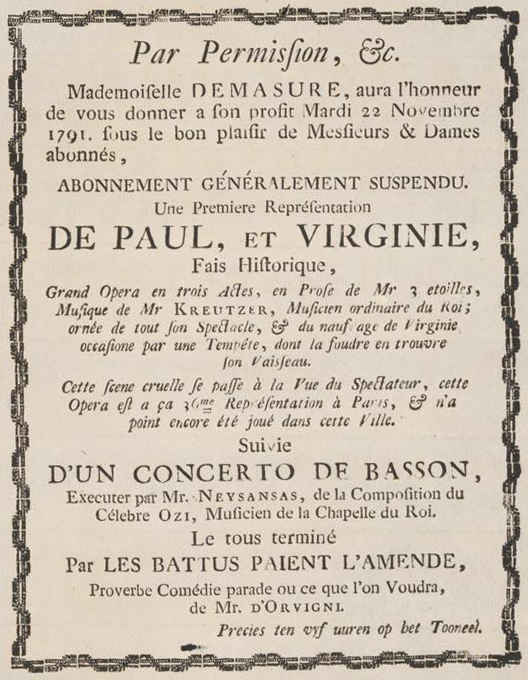 Par Permiſſion, &c.
Mademoiſelle DEMASURE, aura l'honneur
de vous donner a ſon profit Mardi 22 Novembre
1791. ſous le bon plaiſir de Meſſieurs & Dames
abonnés,
ABONNEMENT GÉNÉRALEMENT SUSPENDU.
Une Premiere Repréſentation
DE PAUL, ET VIRGINIE,
Fais Hiſtorique,
Grand Opera en trois Actes, en Proſe de Mr 3 etoilles,
Muſique de Mr KREUTZER, Muſicien ordinaire du Roi;
ornée de tout ſon Spectacle, & du nauf age de Virginie
occaſione par une Tempéte, dont la foudre en trouvre
ſon Vaiſſeau.
Cette ſcene cruelle ſe paſſe à la Vue du Spectateur, cette
Opera eſt a ça 36me Repréſentation à Paris, & n'a
point encore été joué dans cette Ville.
Suivie
D'UN CONCERTO DE BASSON,
Executer par Mr. NEYSANSAS, de la Compoſition du
Célebre OZI, Muſicien de la Chapelle du Roi.
Le tous terminé
Par LES BATTUS PAIENT L'AMENDE,
Proverbe Comédie parade ou ce que l'on Voudra,
de Mr. D'ORVIGNI.
Precies ten vyf uuren op het Tooneel.